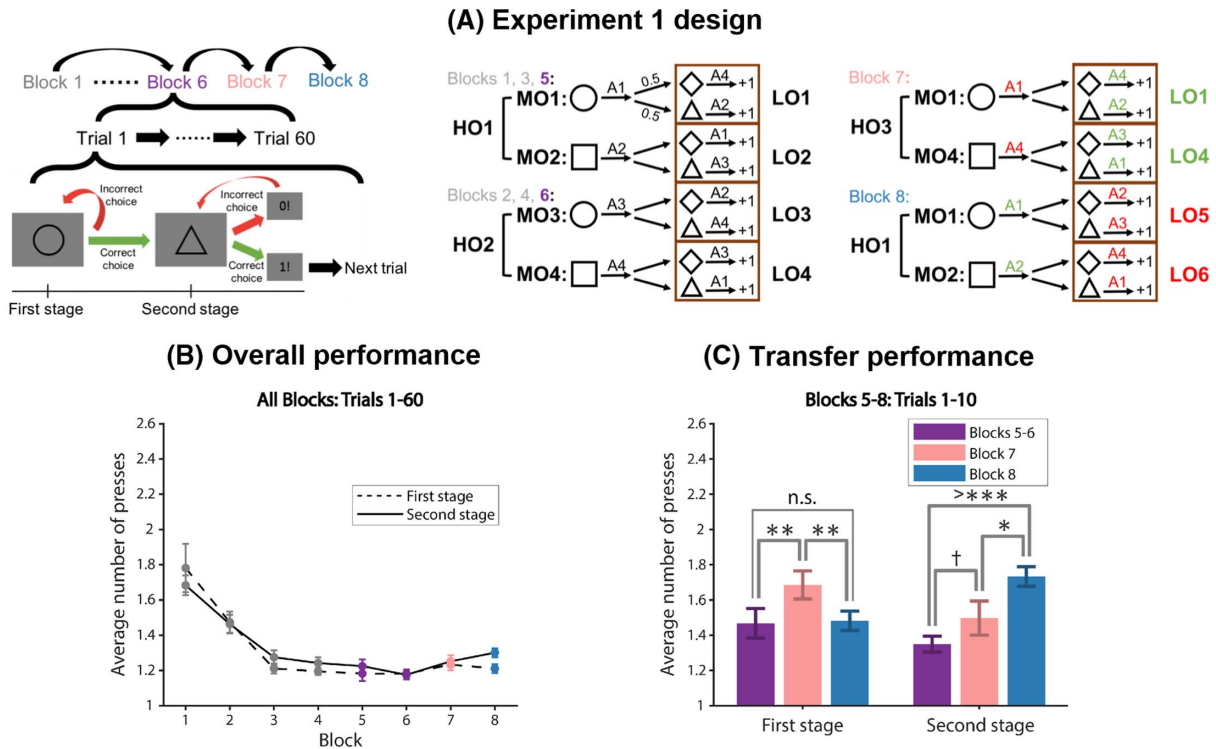 (A) Experiment 1 design
Block 1 ······ Block 6 Block 7 Block 8
Trial 1 ······ Trial 60
Incorrect choice
Correct choice
Incorrect choice
Correct choice
0!
1!
Next trial
First stage Second stage
Blocks 1, 3, 5:
HO1
MO1: A1 0.5 0.5 A4 +1 A2 +1 LO1
MO2: A2 A1 +1 A3 +1 LO2
Blocks 2, 4, 6:
HO2
MO3: A3 A2 +1 A4 +1 LO3
MO4: A4 A3 +1 A1 +1 LO4
Block 7:
HO3
MO1: A1 A4 +1 A2 +1 LO1
MO4: A4 A3 +1 A1 +1 LO4
Block 8:
HO1
MO1: A1 A2 +1 A3 +1 LO5
MO2: A2 A4 +1 A1 +1 LO6
(B) Overall performance
All Blocks: Trials 1-60
Average number of presses
2.6
2.4
2.2
2
1.8
1.6
1.4
1.2
1
First stage
Second stage
1 2 3 4 5 6 7 8
Block
(C) Transfer performance
Blocks 5-8: Trials 1-10
Average number of presses
2.6
2.4
2.2
2
1.8
1.6
1.4
1.2
1
Blocks 5-6
Block 7
Block 8
n.s.
** **
>***
*
†
First stage Second stage